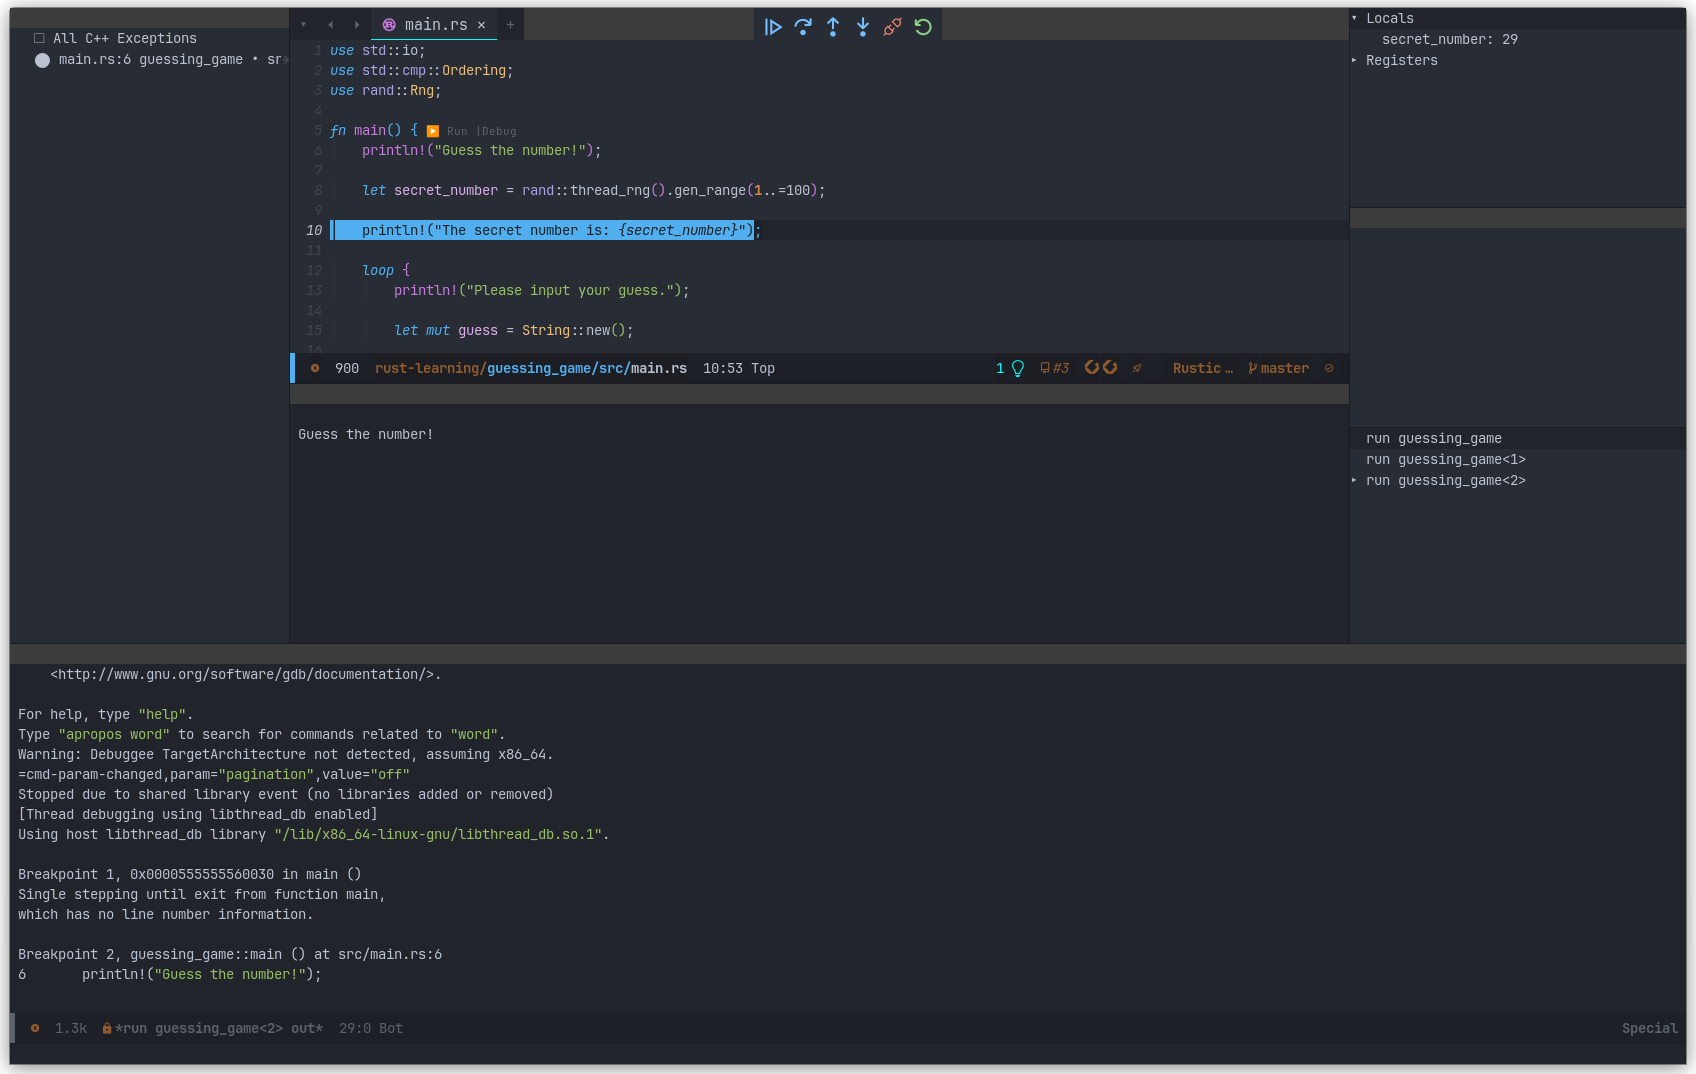 All C++ Exceptions
main.rs:6 guessing_game • sr
main.rs × +
1 use std::io;
2 use std::cmp::Ordering;
3 use rand::Rng;
4
5 fn main() { Run |Debug
6 println!("Guess the number!");
7
8 let secret_number = rand::thread_rng().gen_range(1..=100);
9
10 println!("The secret number is: {secret_number}");
11
12 loop {
13 println!("Please input your guess.");
14
15 let mut guess = String::new();
16
900 rust-learning/guessing_game/src/main.rs 10:53 Top 1 #3 Rustic … master
Guess the number!
Locals
secret_number: 29
Registers
run guessing_game
run guessing_game<1>
run guessing_game<2>
<http://www.gnu.org/software/gdb/documentation/>.
For help, type "help".
Type "apropos word" to search for commands related to "word".
Warning: Debuggee TargetArchitecture not detected, assuming x86_64.
=cmd-param-changed,param="pagination",value="off"
Stopped due to shared library event (no libraries added or removed)
[Thread debugging using libthread_db enabled]
Using host libthread_db library "/lib/x86_64-linux-gnu/libthread_db.so.1".
Breakpoint 1, 0x0000555555560030 in main ()
Single stepping until exit from function main,
which has no line number information.
Breakpoint 2, guessing_game::main () at src/main.rs:6
6 println!("Guess the number!");
1.3k *run guessing_game<2> out* 29:0 Bot Special